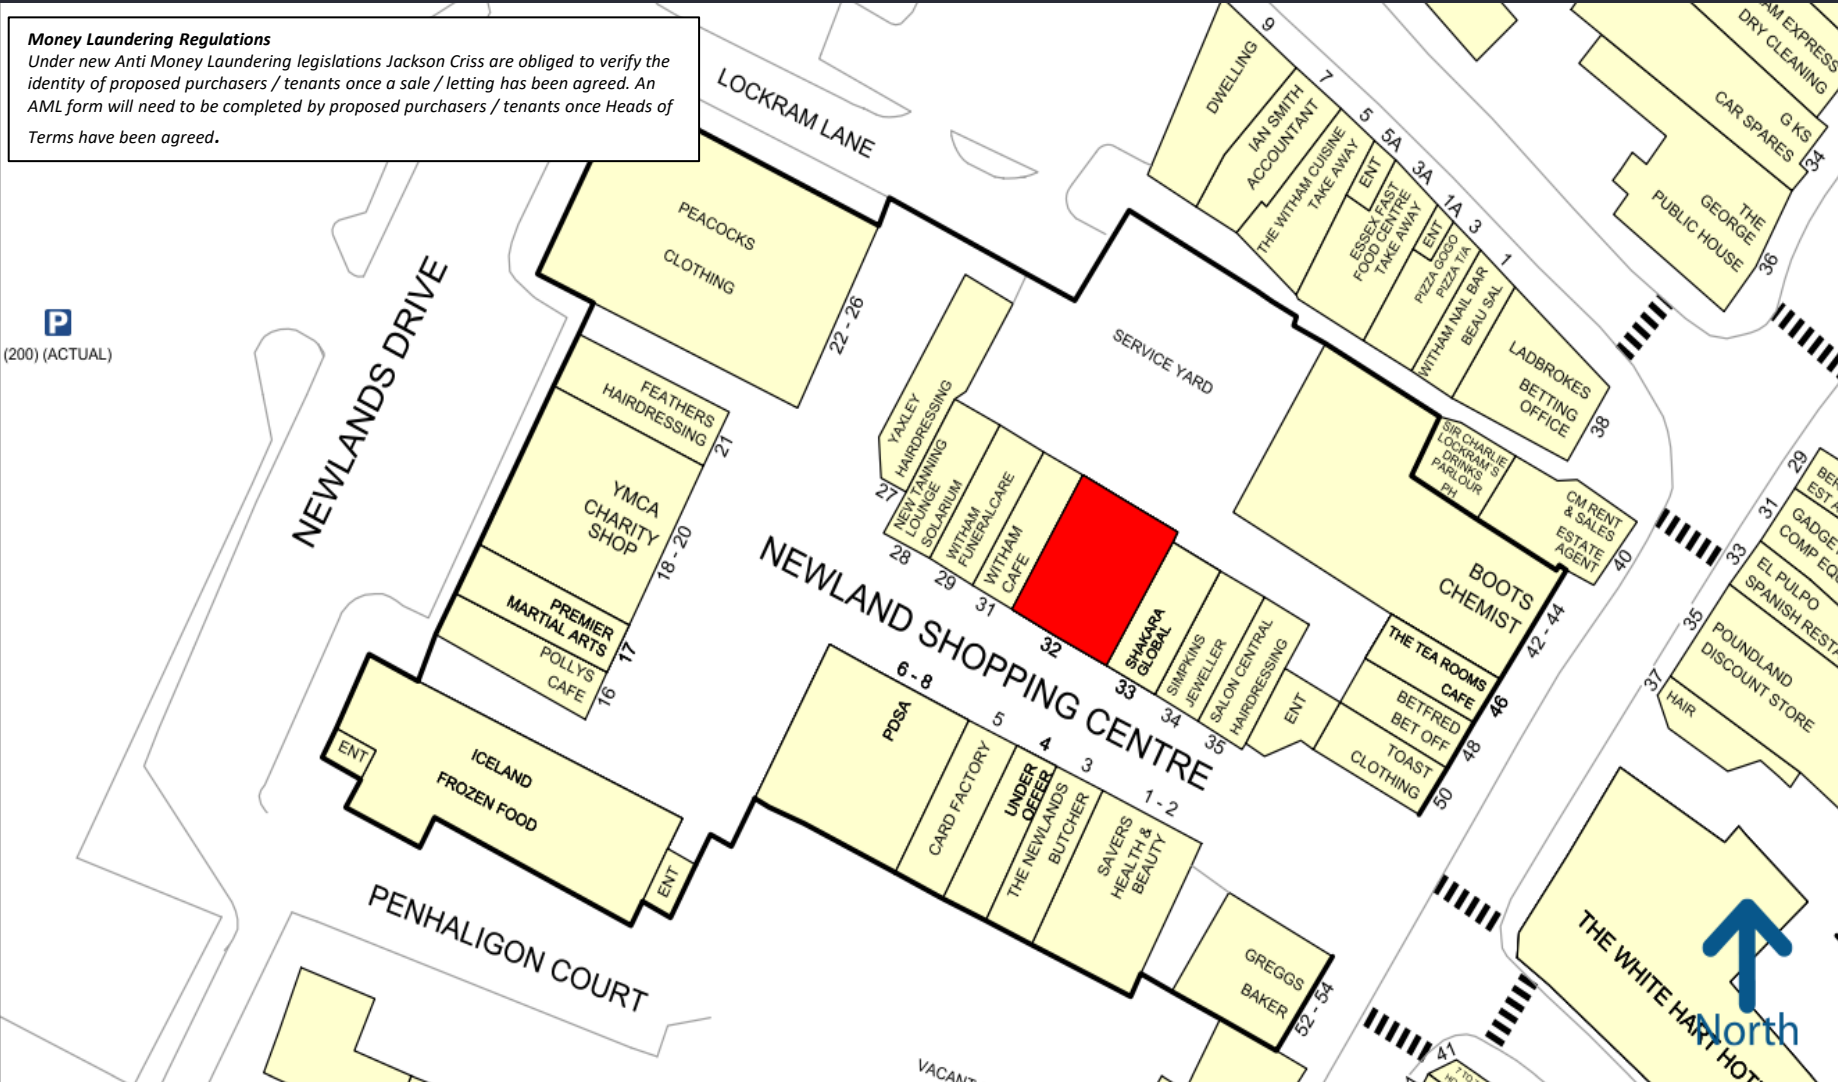 Money Laundering Regulations
Under new Anti Money Laundering legislations Jackson Criss are obliged to verify the
identity of proposed purchasers / tenants once a sale / letting has been agreed. An
AML form will need to be completed by proposed purchasers / tenants once Heads of
Terms have been agreed.
LOCKRAM LANE
P
(200) (ACTUAL)
NEWLANDS DRIVE
PEACOCKS
CLOTHING
22 - 26
FEATHERS
HAIRDRESSING
21
YMCA
CHARITY
SHOP
18 - 20
PREMIER
MARTIAL ARTS
17
POLLYS
CAFE
16
ENT
ICELAND
FROZEN FOOD
ENT
PENHALIGON COURT
YAXLEY
HAIRDRESSING
27
NEW TANNING
LOUNGE
SOLARIUM
28
WITHAM
FUNERALCARE
29
WITHAM
CAFE
31
32
SHAKARA
GLOBAL
33
SIMPKINS
JEWELLER
34
SALON CENTRAL
HAIRDRESSING
35
ENT
NEWLAND SHOPPING CENTRE
6 - 8
PDSA
5
CARD FACTORY
4
UNDER
OFFER
3
THE NEWLANDS
BUTCHER
1 - 2
SAVERS
HEALTH &
BEAUTY
GREGGS
BAKER
52 - 54
VACANT
SERVICE YARD
9
DWELLING
7
IAN SMITH
ACCOUNTANT
5
THE WITHAM CUISINE
TAKE AWAY
5A
ENT
3A
ESSEX FAST
FOOD CENTRE
TAKE AWAY
1A
ENT
3
PIZZA GOGO
PIZZA T/A
1
WITHAM NAIL BAR
BEAU SAL
LADBROKES
BETTING
OFFICE
38
SIR CHARLIE
LOCKRAM'S
DRINKS
PARLOUR
PH
CM RENT
& SALES
ESTATE
AGENT
40
BOOTS
CHEMIST
42 - 44
THE TEA ROOMS
CAFE
46
BETFRED
BET OFF
48
TOAST
CLOTHING
50
AM EXPRESS
DRY CLEANING
G KS
CAR SPARES
34
THE
GEORGE
PUBLIC HOUSE
36
29
BER
EST A
31
GADGE
COMP EQ
33
EL PULPO
SPANISH RESTA
35
POUNDLAND
DISCOUNT STORE
37
HAIR
THE WHITE HART HOT
North
41